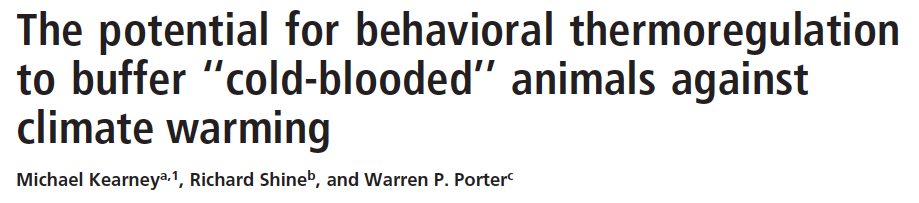 The potential for behavioral thermoregulation
to buffer ‘‘cold-blooded’’ animals against
climate warming
Michael Kearneyᵃ,¹, Richard Shineᵇ, and Warren P. Porterᶜ